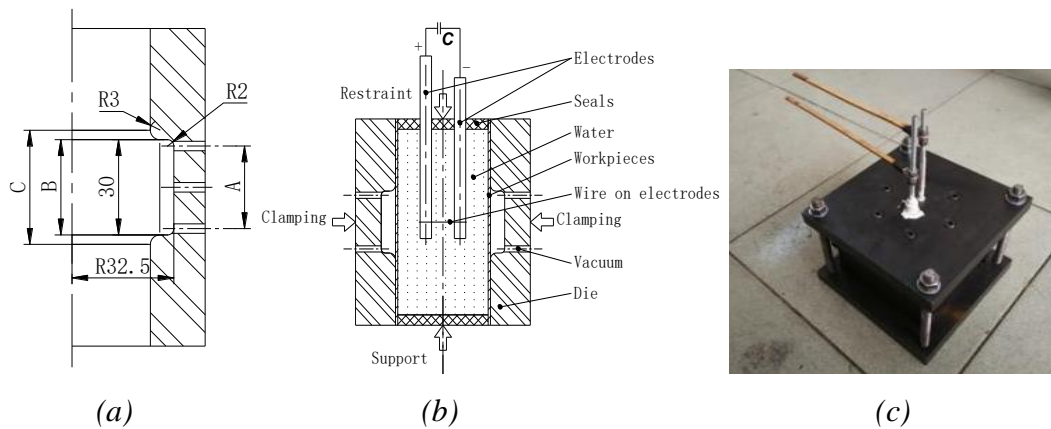 R3
R2
C
B
30
A
R32.5
C
+
−
Electrodes
Restraint
Seals
Water
Workpieces
Wire on electrodes
Clamping
Clamping
Vacuum
Die
Support
(a)
(b)
(c)